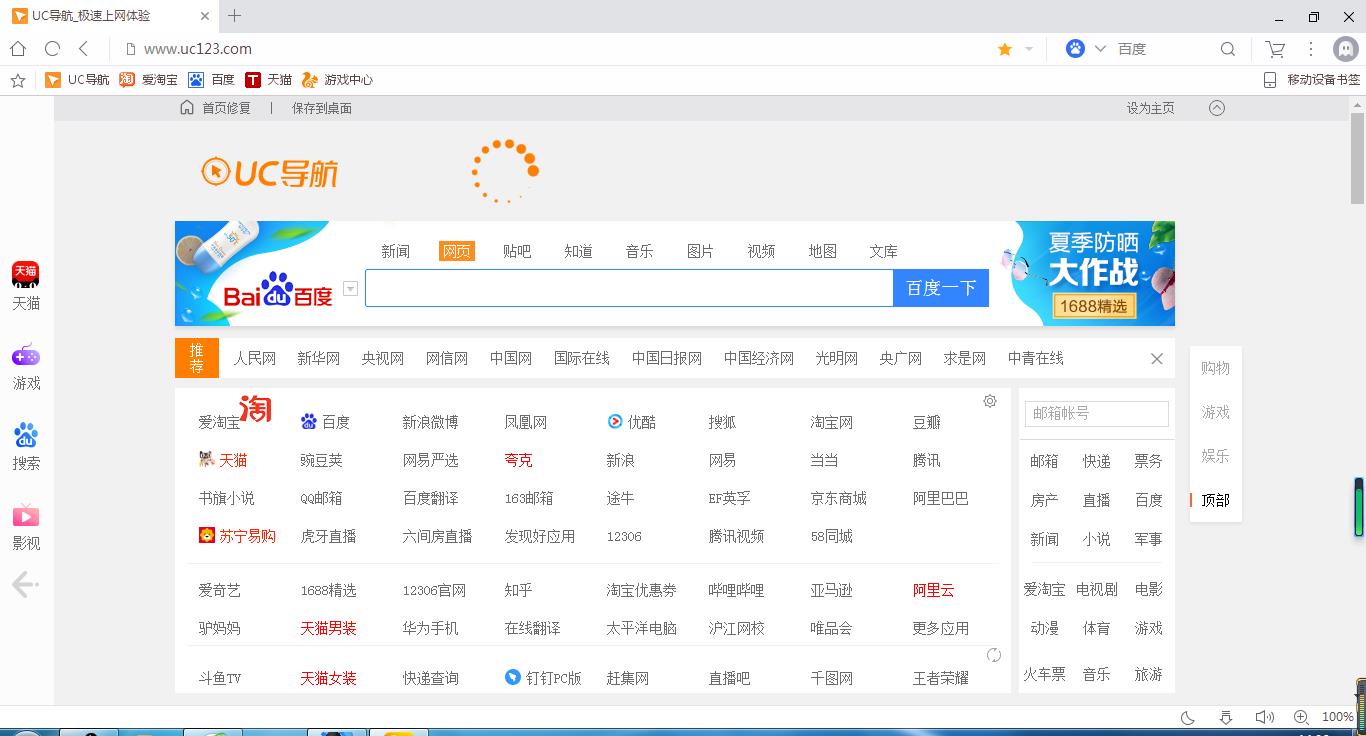 UC导航_极速上网体验
www.uc123.com
百度
UC导航 爱淘宝 百度 天猫 游戏中心 移动设备书签
首页修复 | 保存到桌面 设为主页
UC导航
新闻 网页 贴吧 知道 音乐 图片 视频 地图 文库
Bai du 百度 百度一下
夏季防晒
大作战
1688精选
推荐 人民网 新华网 央视网 网信网 中国网 国际在线 中国日报网 中国经济网 光明网 央广网 求是网 中青在线
爱淘宝 淘 百度 新浪微博 凤凰网 优酷 搜狐 淘宝网 豆瓣
天猫 豌豆荚 网易严选 夸克 新浪 网易 当当 腾讯
书旗小说 QQ邮箱 百度翻译 163邮箱 途牛 EF英孚 京东商城 阿里巴巴
苏宁易购 虎牙直播 六间房直播 发现好应用 12306 腾讯视频 58同城
爱奇艺 1688精选 12306官网 知乎 淘宝优惠券 哔哩哔哩 亚马逊 阿里云
驴妈妈 天猫男装 华为手机 在线翻译 太平洋电脑 沪江网校 唯品会 更多应用
斗鱼TV 天猫女装 快递查询 钉钉PC版 赶集网 直播吧 千图网 王者荣耀
邮箱帐号
邮箱 快递 票务
房产 直播 百度
新闻 小说 军事
爱淘宝 电视剧 电影
动漫 体育 游戏
火车票 音乐 旅游
购物
游戏
娱乐
顶部
天猫
天猫
游戏
du
搜索
影视
100%